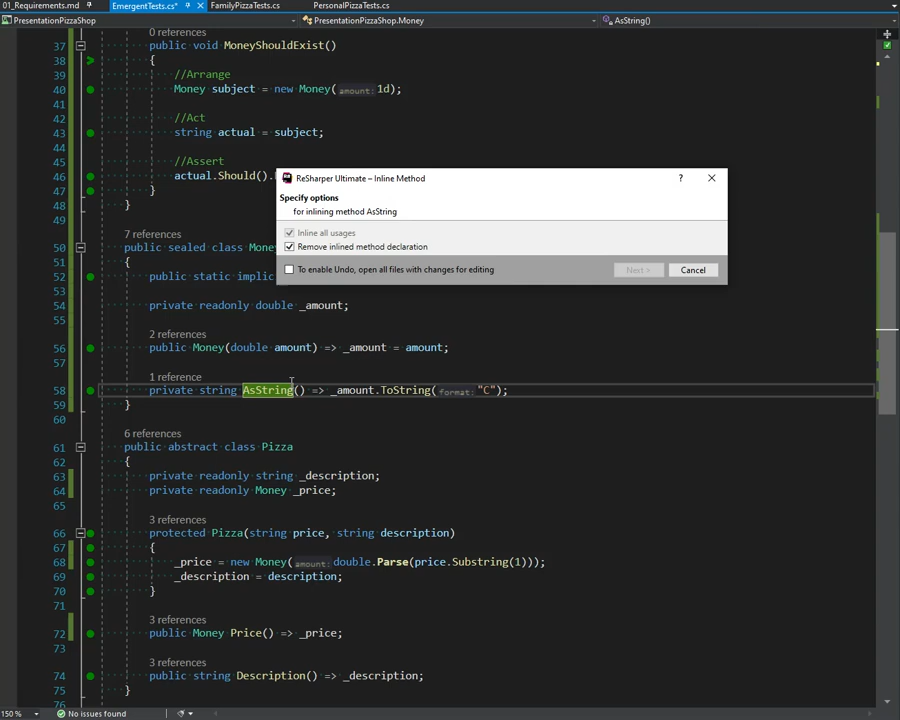 01_Requirements.md
EmergentTests.cs*
FamilyPizzaTests.cs
PersonalPizzaTests.cs
PresentationPizzaShop
PresentationPizzaShop.Money
AsString()
0 references
37 public void MoneyShouldExist()
38 {
39 //Arrange
40 Money subject = new Money(amount: 1d);
41
42 //Act
43 string actual = subject;
44
45 //Assert
46 actual.Should().
47 }
48 }
49
7 references
50 public sealed class Mone
51 {
52 public static implic
53
54 private readonly double _amount;
55
2 references
56 public Money(double amount) => _amount = amount;
57
1 reference
58 private string AsString() => _amount.ToString(format: "C");
59 }
60
6 references
61 public abstract class Pizza
62 {
63 private readonly string _description;
64 private readonly Money _price;
65
3 references
66 protected Pizza(string price, string description)
67 {
68 _price = new Money(amount: double.Parse(price.Substring(1)));
69 _description = description;
70 }
71
3 references
72 public Money Price() => _price;
73
3 references
74 public string Description() => _description;
75 }
76
ReSharper Ultimate – Inline Method
?
Specify options
for inlining method AsString
Inline all usages
Remove inlined method declaration
To enable Undo, open all files with changes for editing
Next >
Cancel
150 %
No issues found